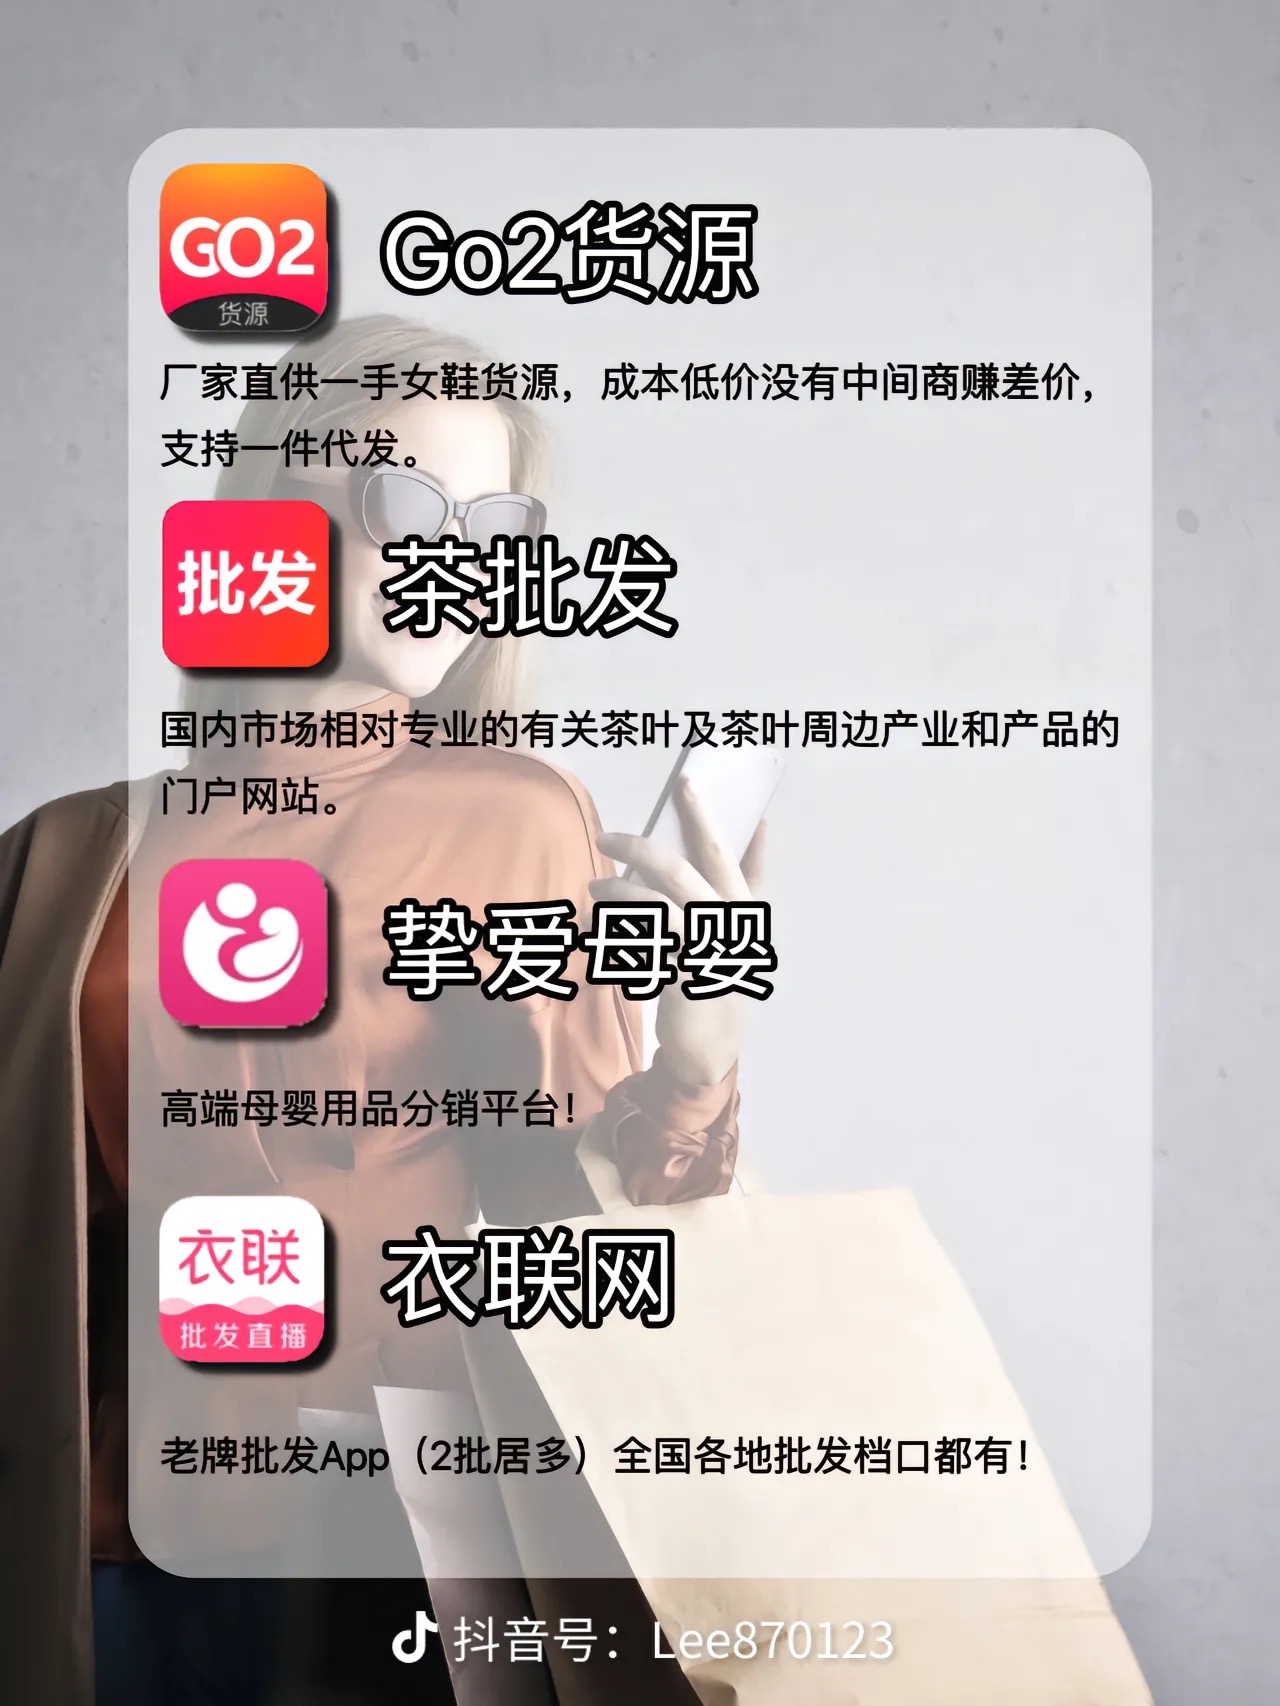 GO2
货源
Go2货源
厂家直供一手女鞋货源，成本低价没有中间商赚差价，
支持一件代发。
批发
茶批发
国内市场相对专业的有关茶叶及茶叶周边产业和产品的
门户网站。
挚爱母婴
高端母婴用品分销平台！
衣联
批发直播
衣联网
老牌批发App（2批居多）全国各地批发档口都有！
抖音号：Lee870123